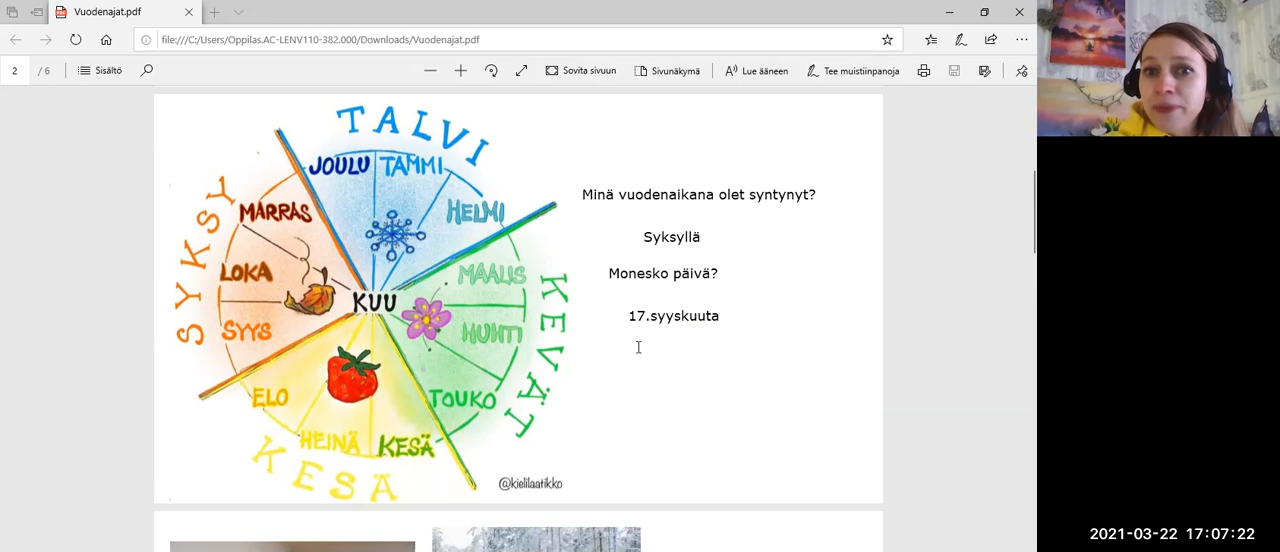 Vuodenajat.pdf
file:///C:/Users/Oppilas.AC-LENV110-382.000/Downloads/Vuodenajat.pdf
2 / 6 Sisältö Sovita sivuun Sivunäkymä Lue ääneen Tee muistiinpanoja
TALVI
JOULU TAMMI
HELMI
SYKSY
MARRAS
LOKA
SYYS
KUU
MAALIS
HUHTI
TOUKO
KEVÄT
ELO
HEINÄ
KESÄ
KESÄ
@kielilaatikko
Minä vuodenaikana olet syntynyt?
Syksyllä
Monesko päivä?
17.syyskuuta
2021-03-22 17:07:22